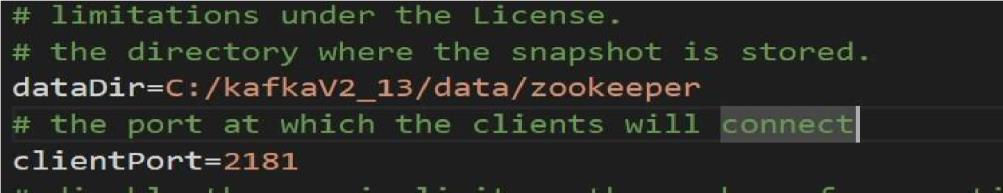 # limitations under the License.
# the directory where the snapshot is stored.
dataDir=C:/kafkaV2_13/data/zookeeper
# the port at which the clients will connect
clientPort=2181